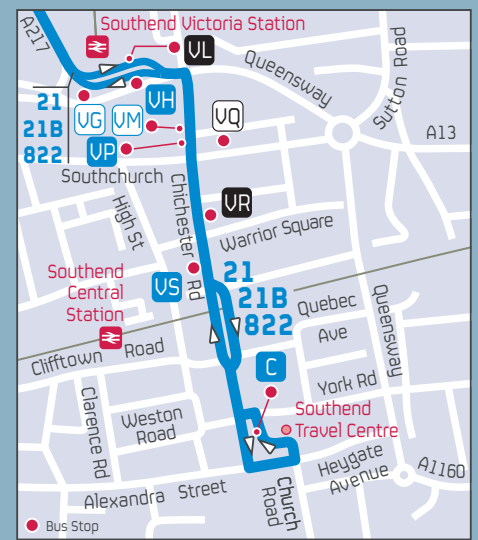 A217
Southend Victoria Station
VL
Queensway
Sutton Road
21
21B
822
VG
VM
VH
VP
VQ
A13
Southchurch
High St
Chichester
Rd
VR
Warrior Square
Southend
Central
Station
VS
21
21B
822
Quebec
Ave
Queensway
Clifftown Road
C
York Rd
Clarence Rd
Weston
Road
Southend
Travel Centre
Heygate
Avenue
A1160
Alexandra Street
Church
Road
Bus Stop